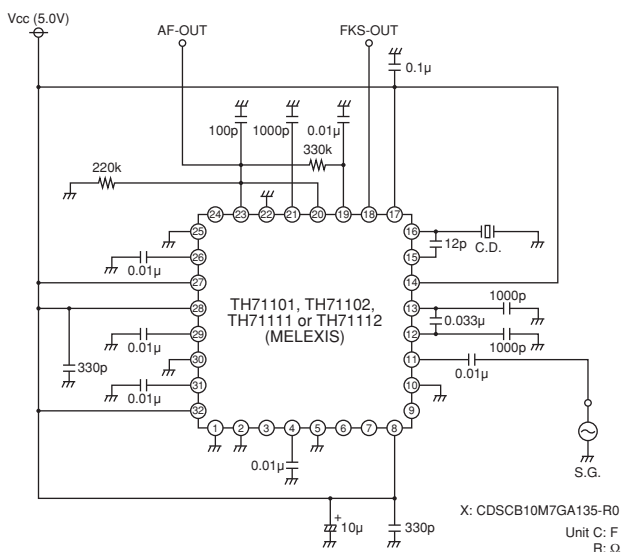 Vcc (5.0V)
AF-OUT
FKS-OUT
0.1μ
100p
1000p
0.01μ
330k
220k
24
23
22
21
20
19
18
17
25
16
12p
C.D.
26
0.01μ
15
27
14
28
TH71101, TH71102,
TH71111 or TH71112
(MELEXIS)
13
1000p
0.033μ
29
0.01μ
12
1000p
330p
30
11
0.01μ
31
0.01μ
10
32
9
1
2
3
4
5
6
7
8
0.01μ
S.G.
+
10μ
330p
X: CDSCB10M7GA135-R0
Unit C: F
R: Ω